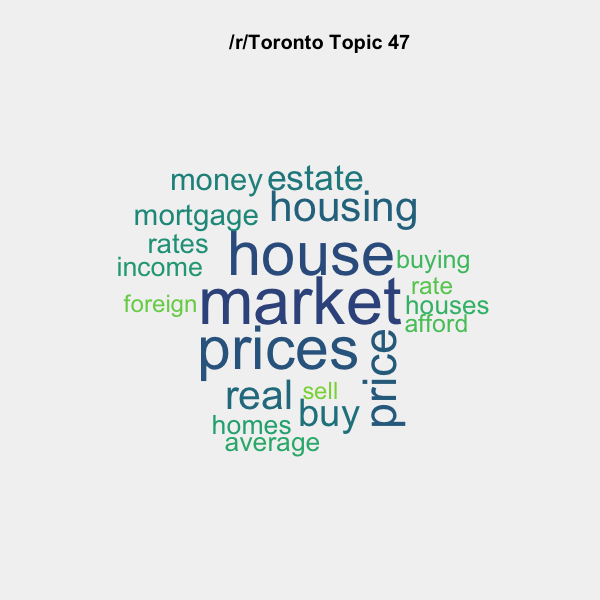 /r/Toronto Topic 47
money estate
mortgage housing
rates house buying
income
rate
foreign market houses
afford
prices price
real sell
buy
homes
average